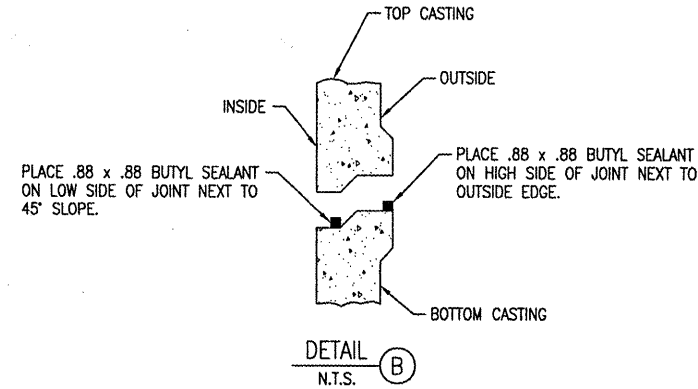 TOP CASTING
OUTSIDE
INSIDE
PLACE .88 x .88 BUTYL SEALANT
ON LOW SIDE OF JOINT NEXT TO
45° SLOPE.
PLACE .88 x .88 BUTYL SEALANT
ON HIGH SIDE OF JOINT NEXT TO
OUTSIDE EDGE.
BOTTOM CASTING
DETAIL B
N.T.S.